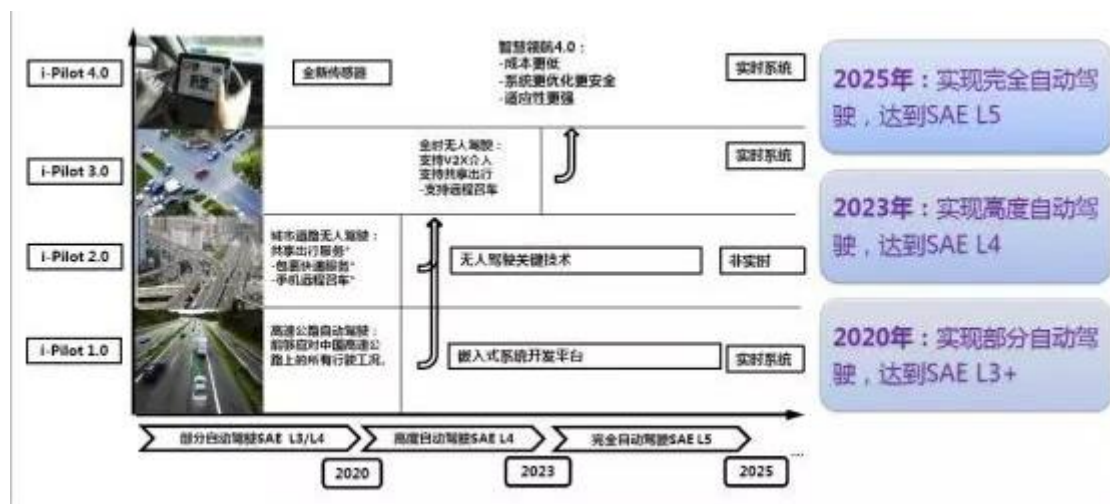 i-Pilot 4.0
全新传感器
智慧领航4.0：
-成本更低
-系统更优化更安全
-适应性更强
实时系统
i-Pilot 3.0
全时无人驾驶：
支持V2X介入
支持共享出行
-支持远程召车
实时系统
i-Pilot 2.0
城市道路无人驾驶：
共享出行服务*
-包裹快递服务*
-手机远程召车*
无人驾驶关键技术
非实时
i-Pilot 1.0
高速公路自动驾驶：
能够应对中国高速公
路上的所有行驶工况。
嵌入式系统开发平台
实时系统
部分自动驾驶SAE L3/L4
高度自动驾驶SAE L4
完全自动驾驶SAE L5
....
2020
2023
2025
2025年：实现完全自动驾
驶，达到SAE L5
2023年：实现高度自动驾
驶，达到SAE L4
2020年：实现部分自动驾
驶，达到SAE L3+